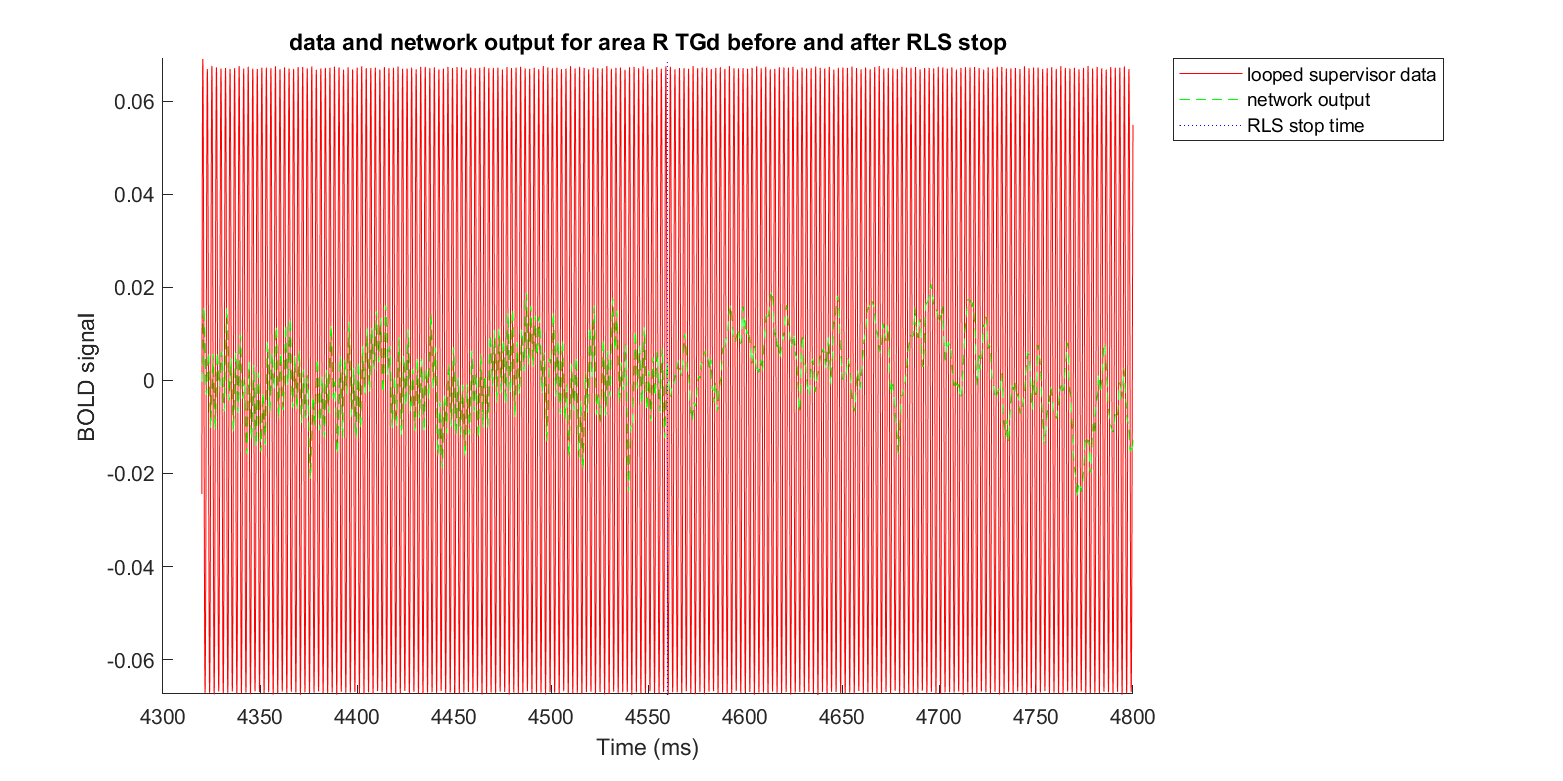 data and network output for area R TGd before and after RLS stop
looped supervisor data
network output
RLS stop time
BOLD signal
0.06
0.04
0.02
0
-0.02
-0.04
-0.06
4300 4350 4400 4450 4500 4550 4600 4650 4700 4750 4800
Time (ms)